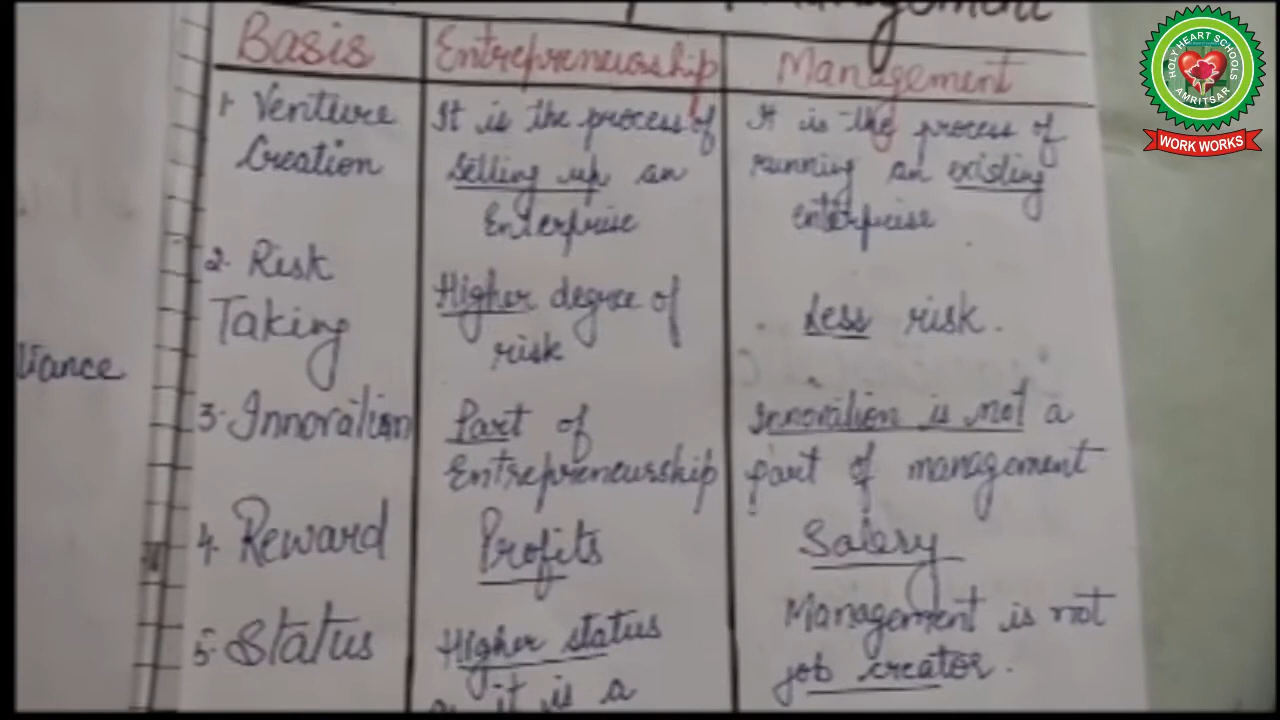 Management
Basis
Entrepreneurship
Management
1. Venture
Creation
It is the process of
setting up an
Enterprise
It is the process of
running an existing
enterprise
2. Risk
Taking
Higher degree of
risk
Less risk.
3. Innovation
Part of
Entrepreneurship
Innovation is not a
part of management
4. Reward
Profits
Salary
5. Status
Higher status
it is a
Management is not
job creator.
HOLY HEART SCHOOLS
AMRITSAR
WORK WORKS